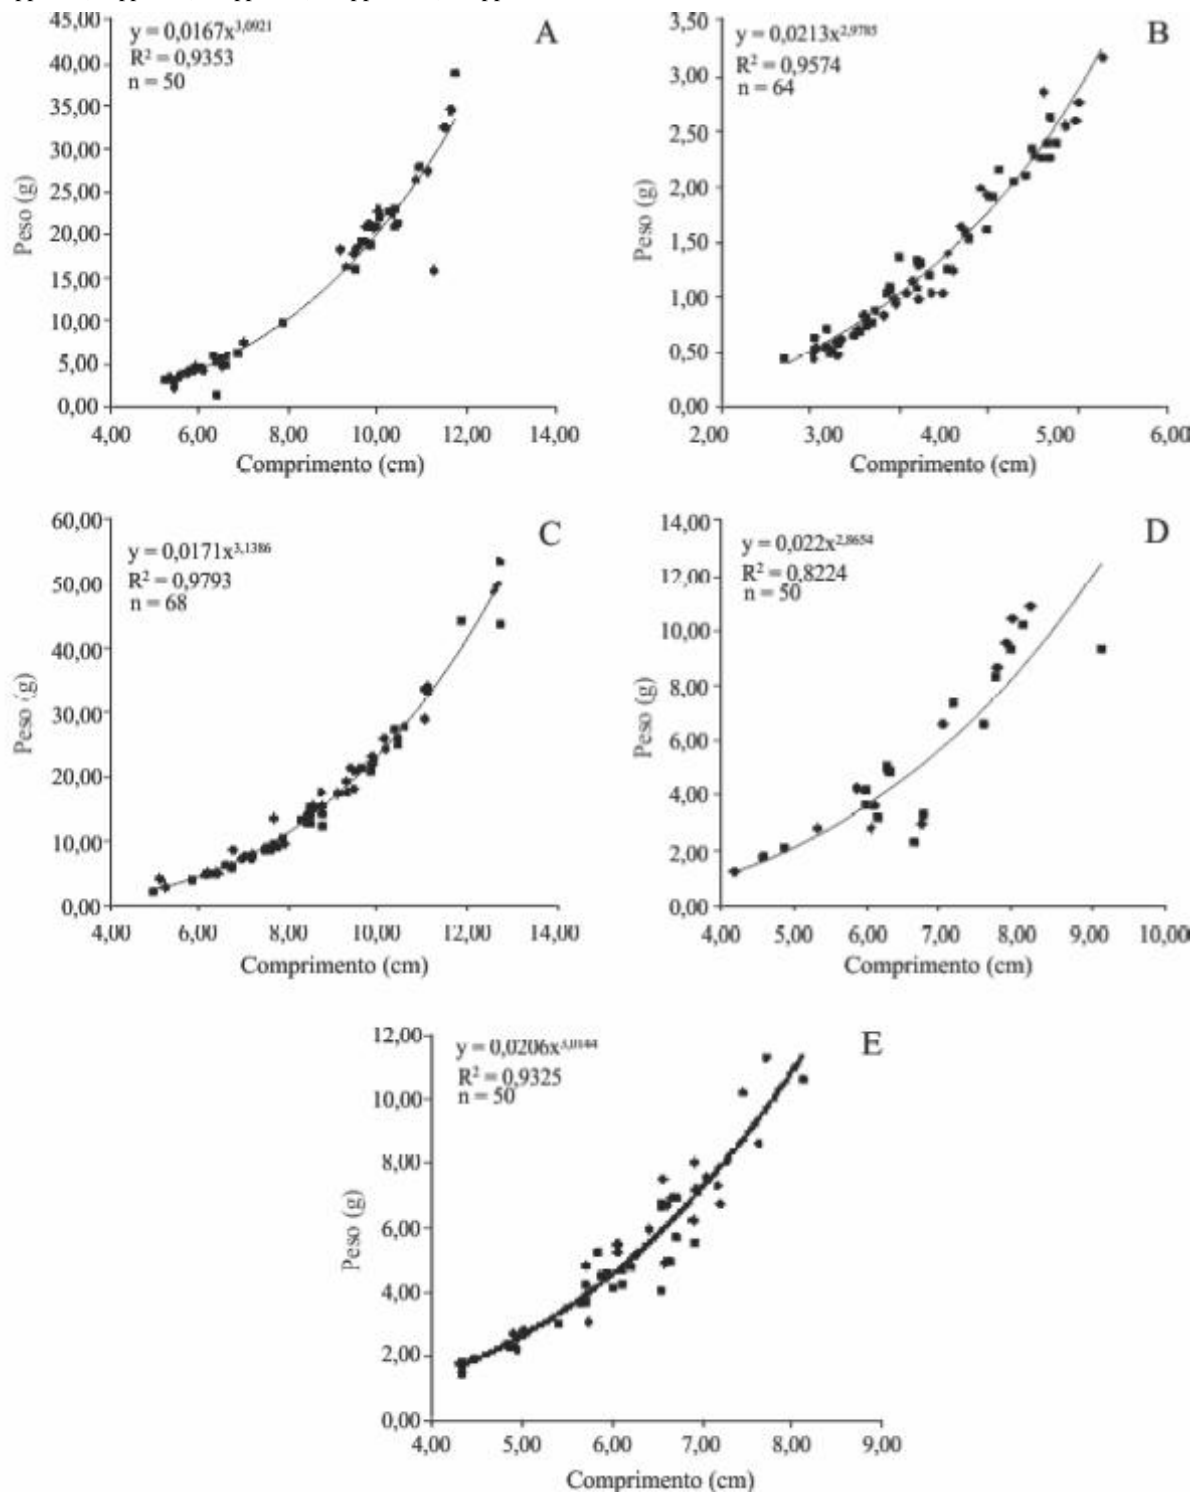 45,00
40,00
35,00
30,00
25,00
20,00
15,00
10,00
5,00
0,00
y = 0,0167x^3,0921
R² = 0,9353
n = 50
A
Peso (g)
4,00 6,00 8,00 10,00 12,00 14,00
Comprimento (cm)
3,50
3,00
2,50
2,00
1,50
1,00
0,50
0,00
y = 0,0213x^2,9785
R² = 0,9574
n = 64
B
Peso (g)
2,00 3,00 4,00 5,00 6,00
Comprimento (cm)
60,00
50,00
40,00
30,00
20,00
10,00
0,00
y = 0,0171x^3,1386
R² = 0,9793
n = 68
C
Peso (g)
4,00 6,00 8,00 10,00 12,00 14,00
Comprimento (cm)
14,00
12,00
10,00
8,00
6,00
4,00
2,00
0,00
y = 0,022x^2,8654
R² = 0,8224
n = 50
D
Peso (g)
4,00 5,00 6,00 7,00 8,00 9,00 10,00
Comprimento (cm)
12,00
10,00
8,00
6,00
4,00
2,00
0,00
y = 0,0206x^3,0144
R² = 0,9325
n = 50
E
Peso (g)
4,00 5,00 6,00 7,00 8,00 9,00
Comprimento (cm)